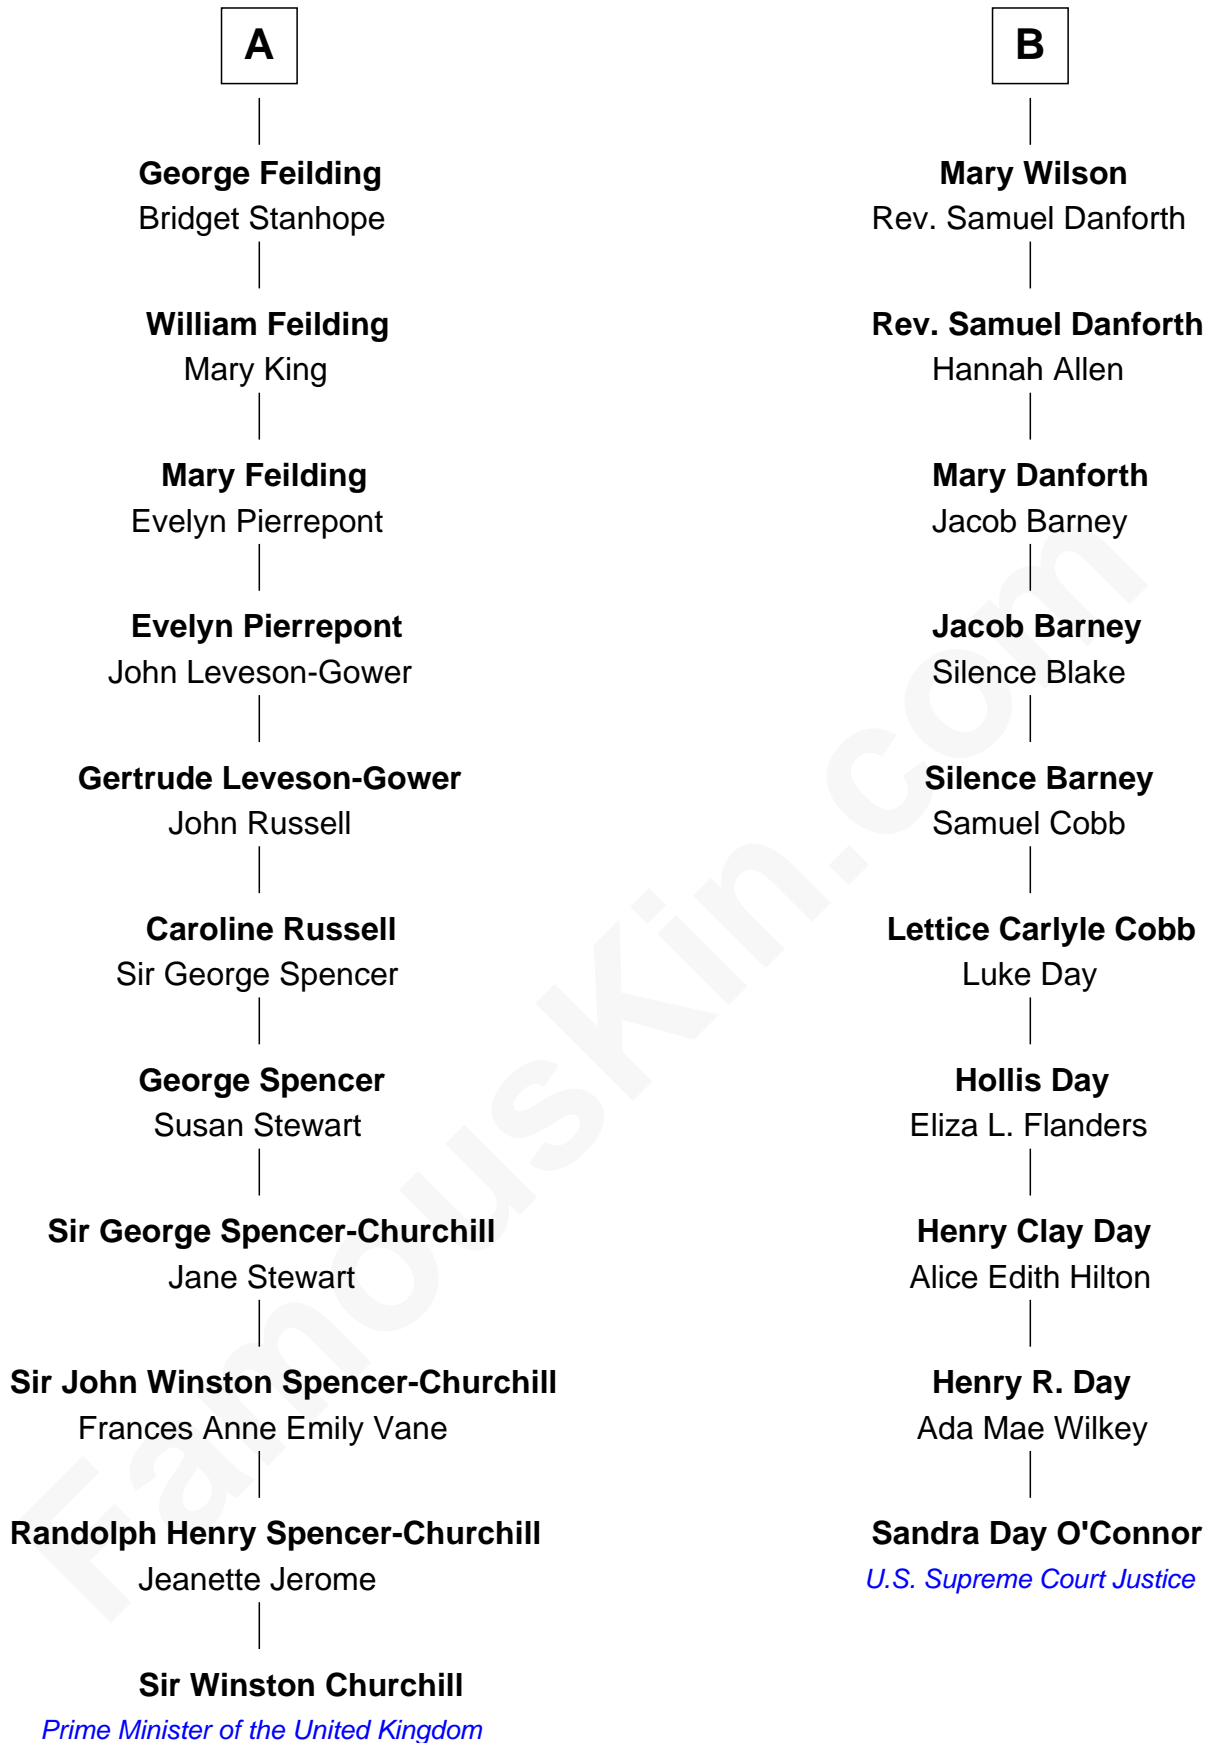 A
George Feilding
Bridget Stanhope
William Feilding
Mary King
Mary Feilding
Evelyn Pierrepont
Evelyn Pierrepont
John Leveson-Gower
Gertrude Leveson-Gower
John Russell
Caroline Russell
Sir George Spencer
George Spencer
Susan Stewart
Sir George Spencer-Churchill
Jane Stewart
Sir John Winston Spencer-Churchill
Frances Anne Emily Vane
Randolph Henry Spencer-Churchill
Jeanette Jerome
Sir Winston Churchill
Prime Minister of the United Kingdom
B
Mary Wilson
Rev. Samuel Danforth
Rev. Samuel Danforth
Hannah Allen
Mary Danforth
Jacob Barney
Jacob Barney
Silence Blake
Silence Barney
Samuel Cobb
Lettice Carlyle Cobb
Luke Day
Hollis Day
Eliza L. Flanders
Henry Clay Day
Alice Edith Hilton
Henry R. Day
Ada Mae Wilkey
Sandra Day O'Connor
U.S. Supreme Court Justice
FamousKin.com